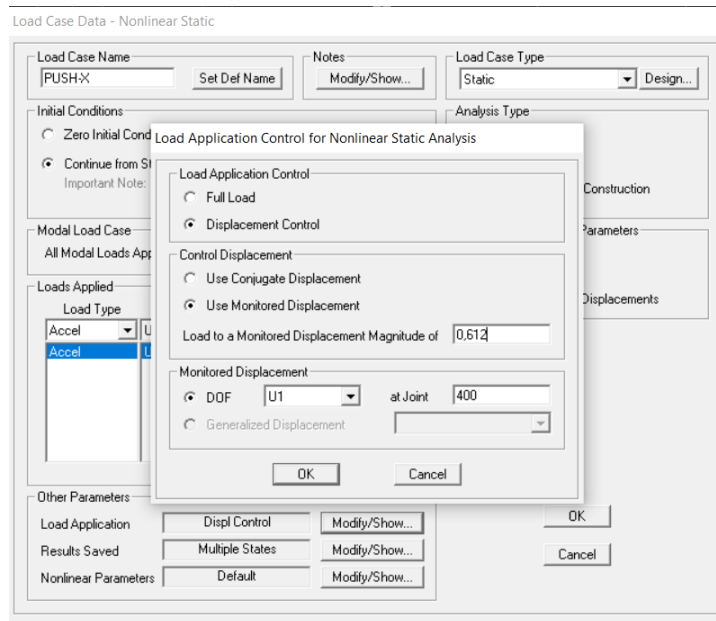 Load Case Data - Nonlinear Static
Load Case Name
PUSH-X
Set Def Name
Notes
Modify/Show...
Load Case Type
Static
Design...
Initial Conditions
Zero Initial Cond
Continue from St
Important Note:
Analysis Type
Construction
Modal Load Case
All Modal Loads App
Parameters
Displacements
Loads Applied
Load Type
Accel
U
Accel
U
Load Application Control for Nonlinear Static Analysis
Load Application Control
Full Load
Displacement Control
Control Displacement
Use Conjugate Displacement
Use Monitored Displacement
Load to a Monitored Displacement Magnitude of
0,612
Monitored Displacement
DOF
U1
at Joint
400
Generalized Displacement
OK
Cancel
Other Parameters
Load Application
Displ Control
Modify/Show...
Results Saved
Multiple States
Modify/Show...
Nonlinear Parameters
Default
Modify/Show...
OK
Cancel